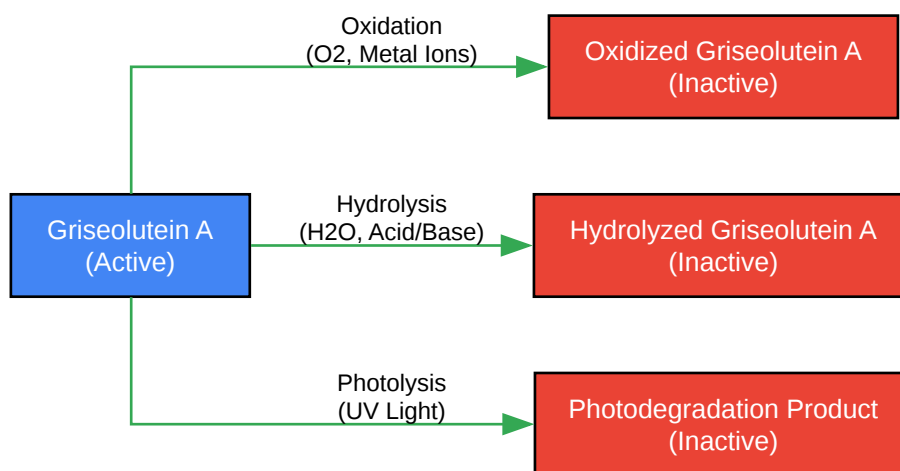 Oxidation
(O2, Metal Ions)
Oxidized Griseolutein A
(Inactive)
Griseolutein A
(Active)
Hydrolysis
(H2O, Acid/Base)
Hydrolyzed Griseolutein A
(Inactive)
Photolysis
(UV Light)
Photodegradation Product
(Inactive)